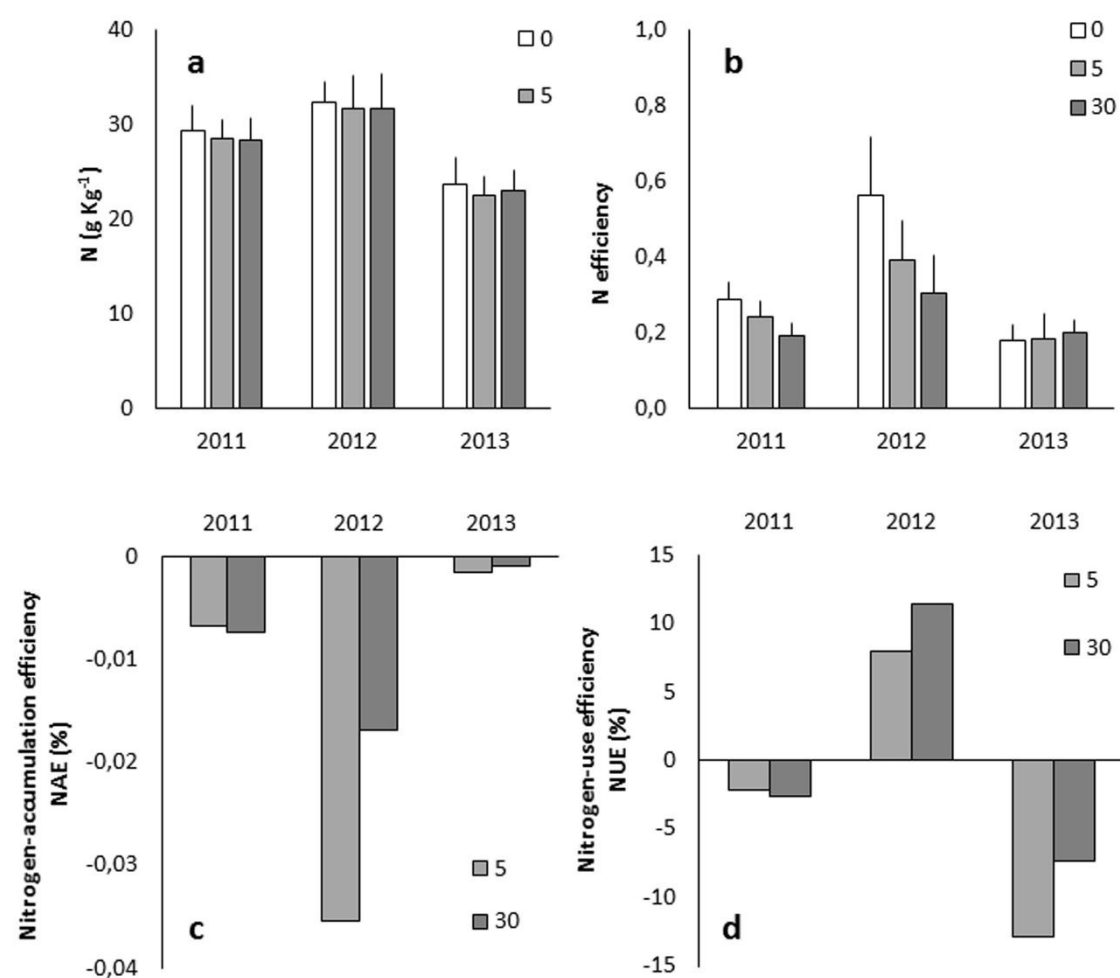 a
0
5
40
30
20
10
0
N (g Kg-1)
2011 2012 2013
b
0
5
30
1,0
0,8
0,6
0,4
0,2
0,0
N efficiency
2011 2012 2013
2011 2012 2013
0
-0,01
-0,02
-0,03
-0,04
Nitrogen-accumulation efficiency
NAE (%)
5
30
c
2011 2012 2013
15
10
5
0
-5
-10
-15
Nitrogen-use efficiency
NUE (%)
5
30
d